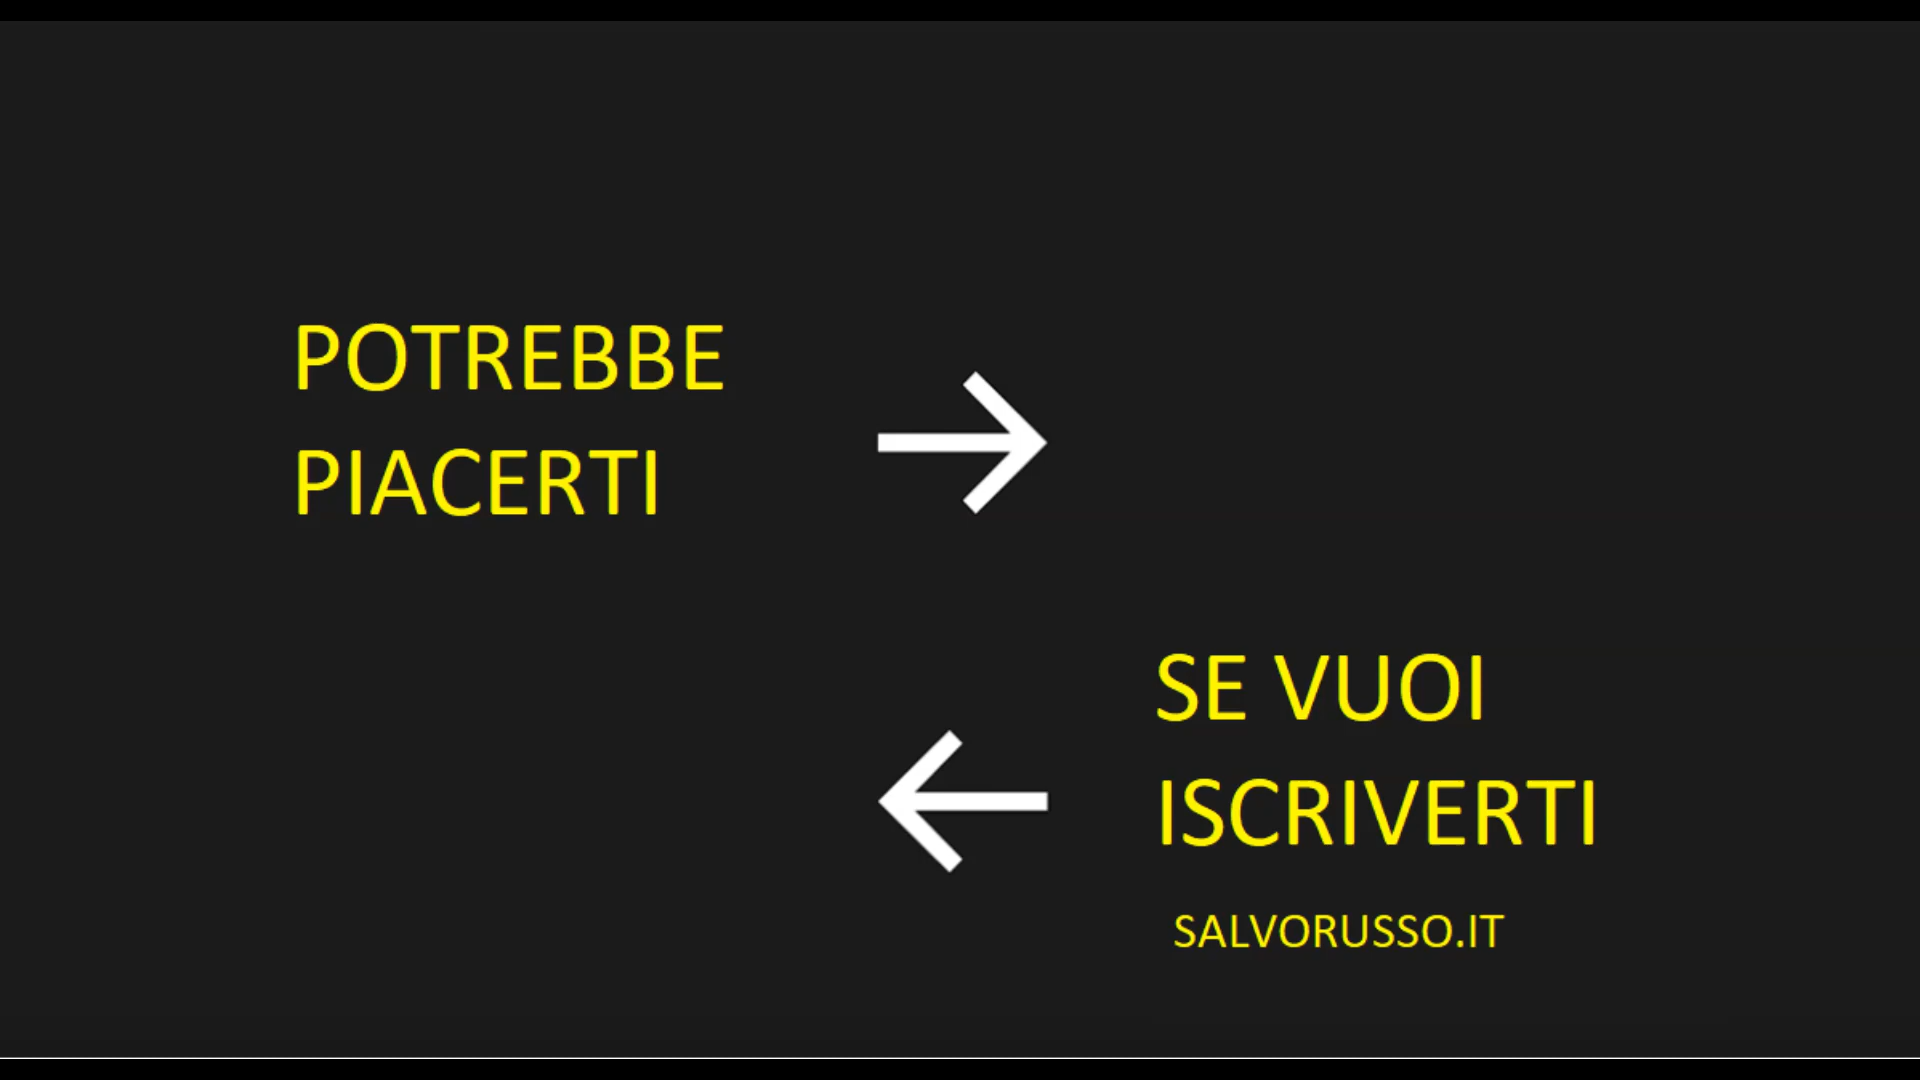 POTREBBE
PIACERTI
SE VUOI
ISCRIVERTI
SALVORUSSO.IT